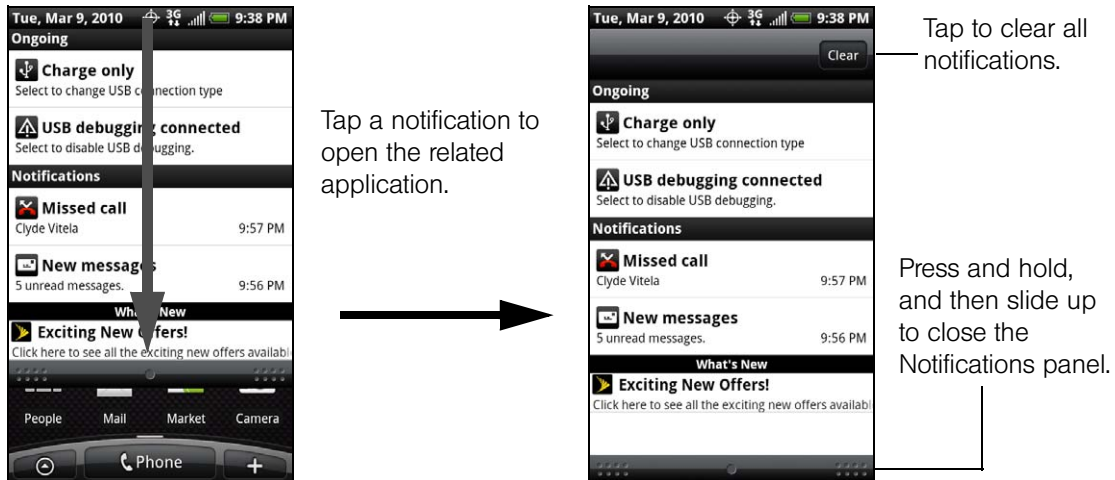 Tue, Mar 9, 2010 3G 9:38 PM
Ongoing
Charge only
Select to change USB connection type
USB debugging connected
Select to disable USB debugging.
Notifications
Missed call
Clyde Vitela 9:57 PM
New messages
5 unread messages. 9:56 PM
What's New
Exciting New Offers!
Click here to see all the exciting new offers availabl
People Mail Market Camera
Phone
Tap a notification to
open the related
application.
Tue, Mar 9, 2010 3G 9:38 PM
Clear
Ongoing
Charge only
Select to change USB connection type
USB debugging connected
Select to disable USB debugging.
Notifications
Missed call
Clyde Vitela 9:57 PM
New messages
5 unread messages. 9:56 PM
What's New
Exciting New Offers!
Click here to see all the exciting new offers availabl
Tap to clear all
notifications.
Press and hold,
and then slide up
to close the
Notifications panel.